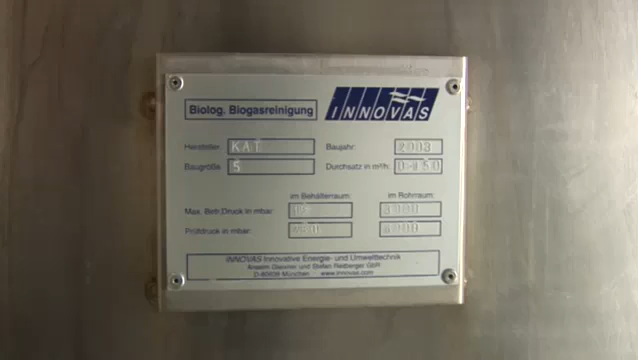 Biolog. Biogasreinigung
INNOVAS
Hersteller: KAT Baujahr: 2003
Baugröße: S Durchsatz in m³/h:
im Behälterraum: im Rohrraum:
Max. Betr.Druck in mbar:
Prüfdruck in mbar:
INNOVAS Innovative Energie- und Umwelttechnik
Anselm Gleixner und Stefan Reitberger GbR
D-80639 München www.innovas.com